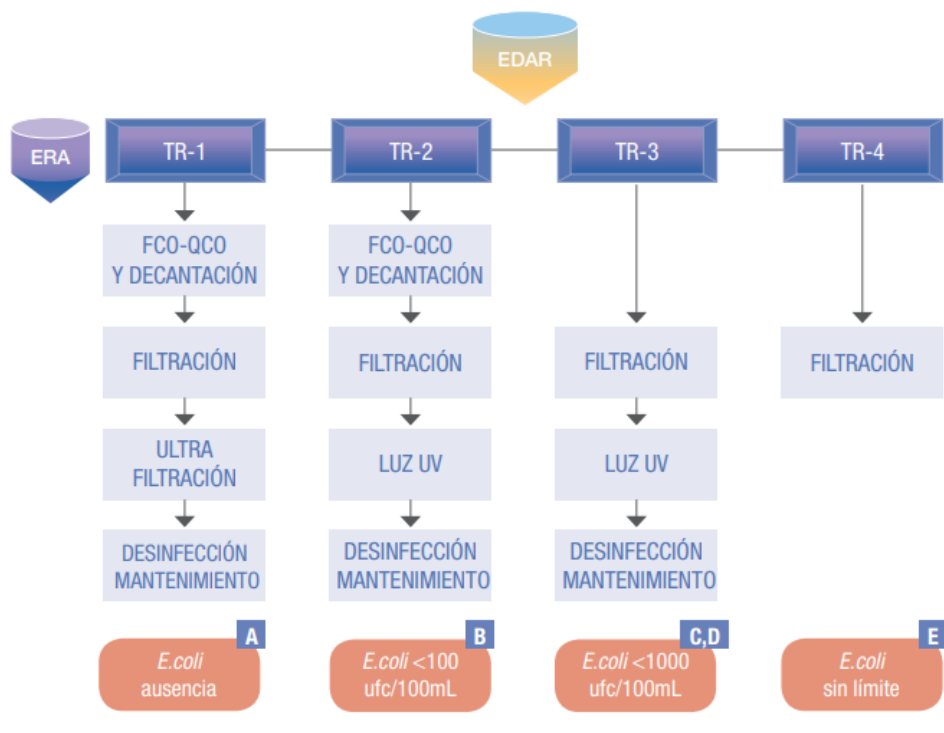 EDAR
ERA
TR-1
TR-2
TR-3
TR-4
FCO-QCO
Y DECANTACIÓN
FCO-QCO
Y DECANTACIÓN
FILTRACIÓN
FILTRACIÓN
FILTRACIÓN
FILTRACIÓN
ULTRA
FILTRACIÓN
LUZ UV
LUZ UV
DESINFECCIÓN
MANTENIMIENTO
DESINFECCIÓN
MANTENIMIENTO
DESINFECCIÓN
MANTENIMIENTO
A
E.coli
ausencia
B
E.coli <100
ufc/100mL
C,D
E.coli <1000
ufc/100mL
E
E.coli
sin límite